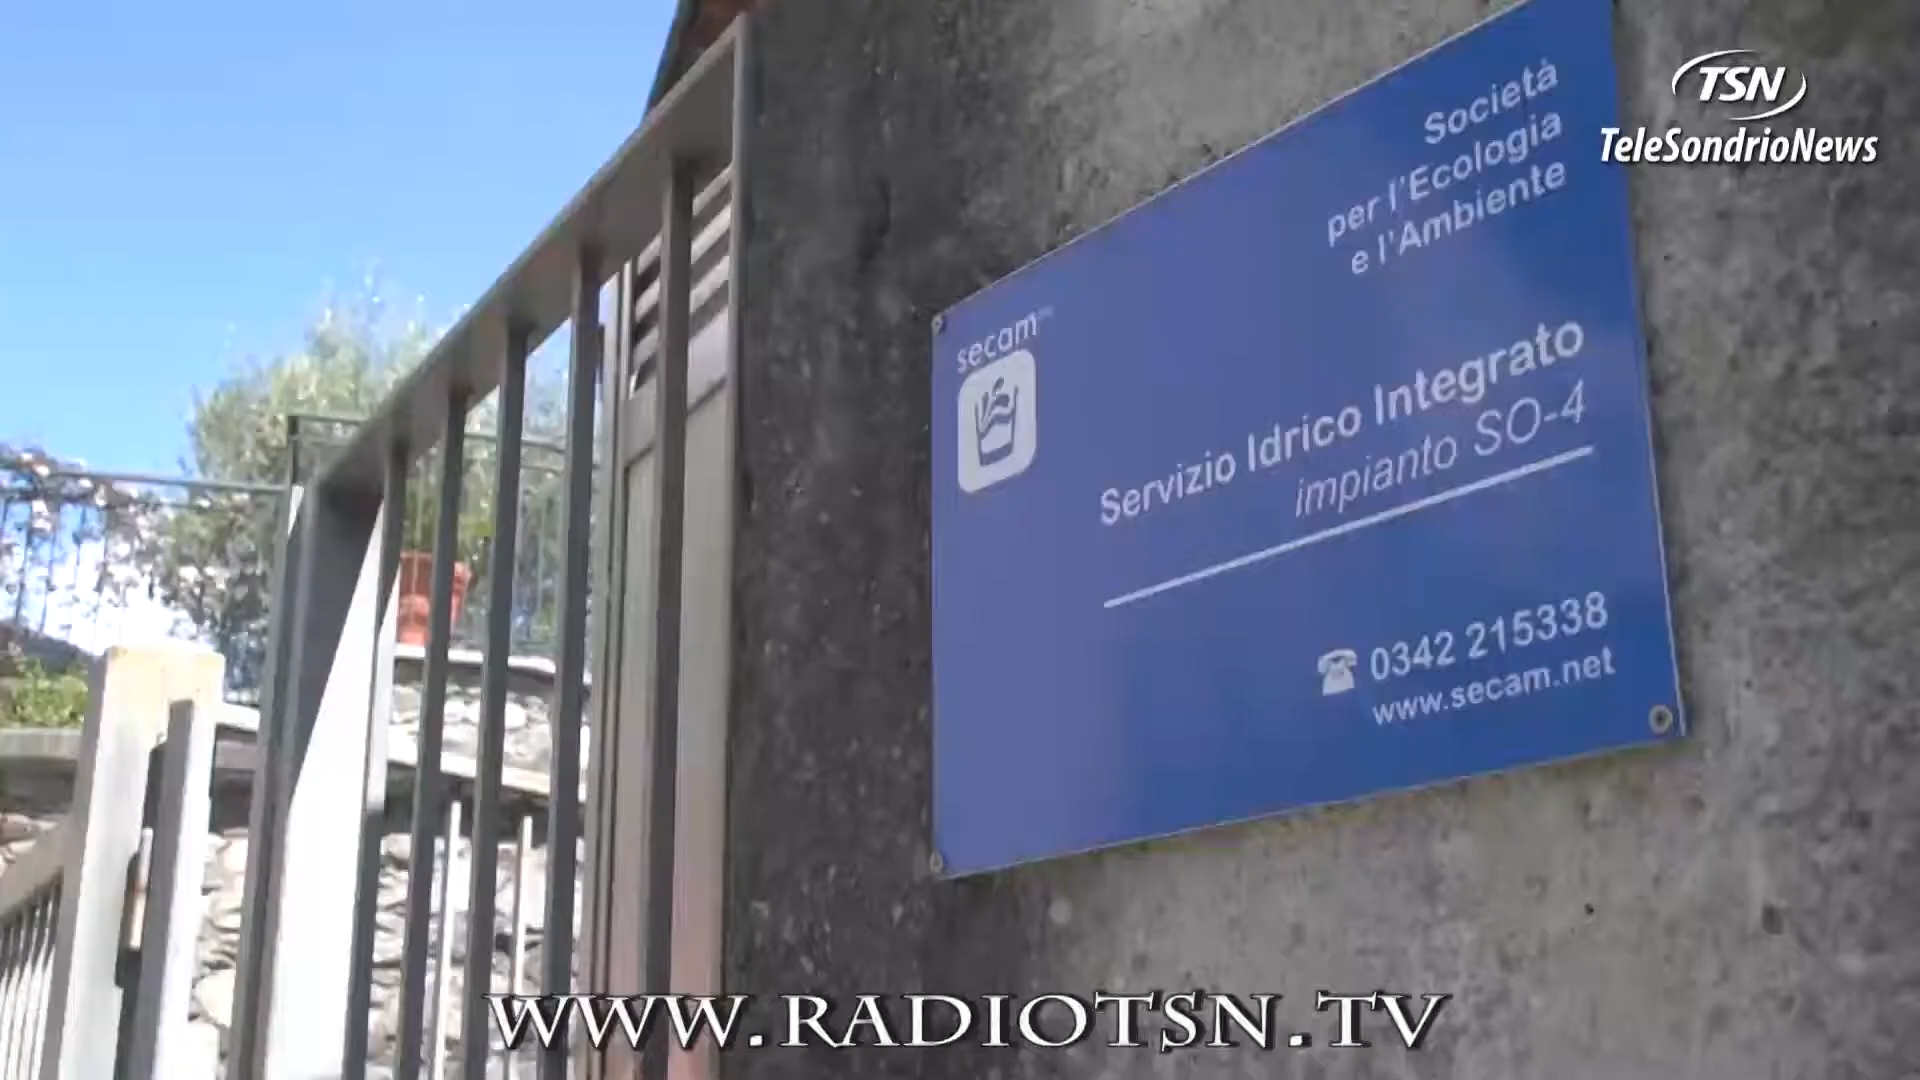 TSN
TeleSondrioNews
Società
per l'Ecologia
e l'Ambiente
secam
Servizio Idrico Integrato
impianto SO-4
0342 215338
www.secam.net
WWW.RADIOTSN.TV